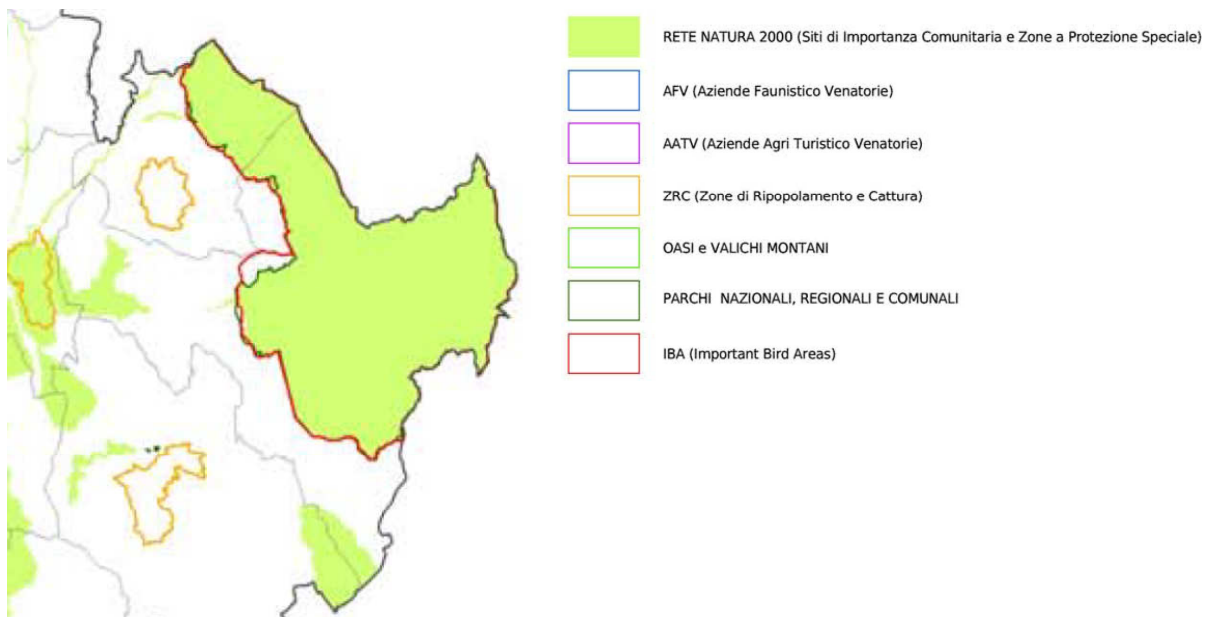 RETE NATURA 2000 (Siti di Importanza Comunitaria e Zone a Protezione Speciale)
AFV (Aziende Faunistico Venatorie)
AATV (Aziende Agri Turistico Venatorie)
ZRC (Zone di Ripopolamento e Cattura)
OASI e VALICHI MONTANI
PARCHI NAZIONALI, REGIONALI E COMUNALI
IBA (Important Bird Areas)